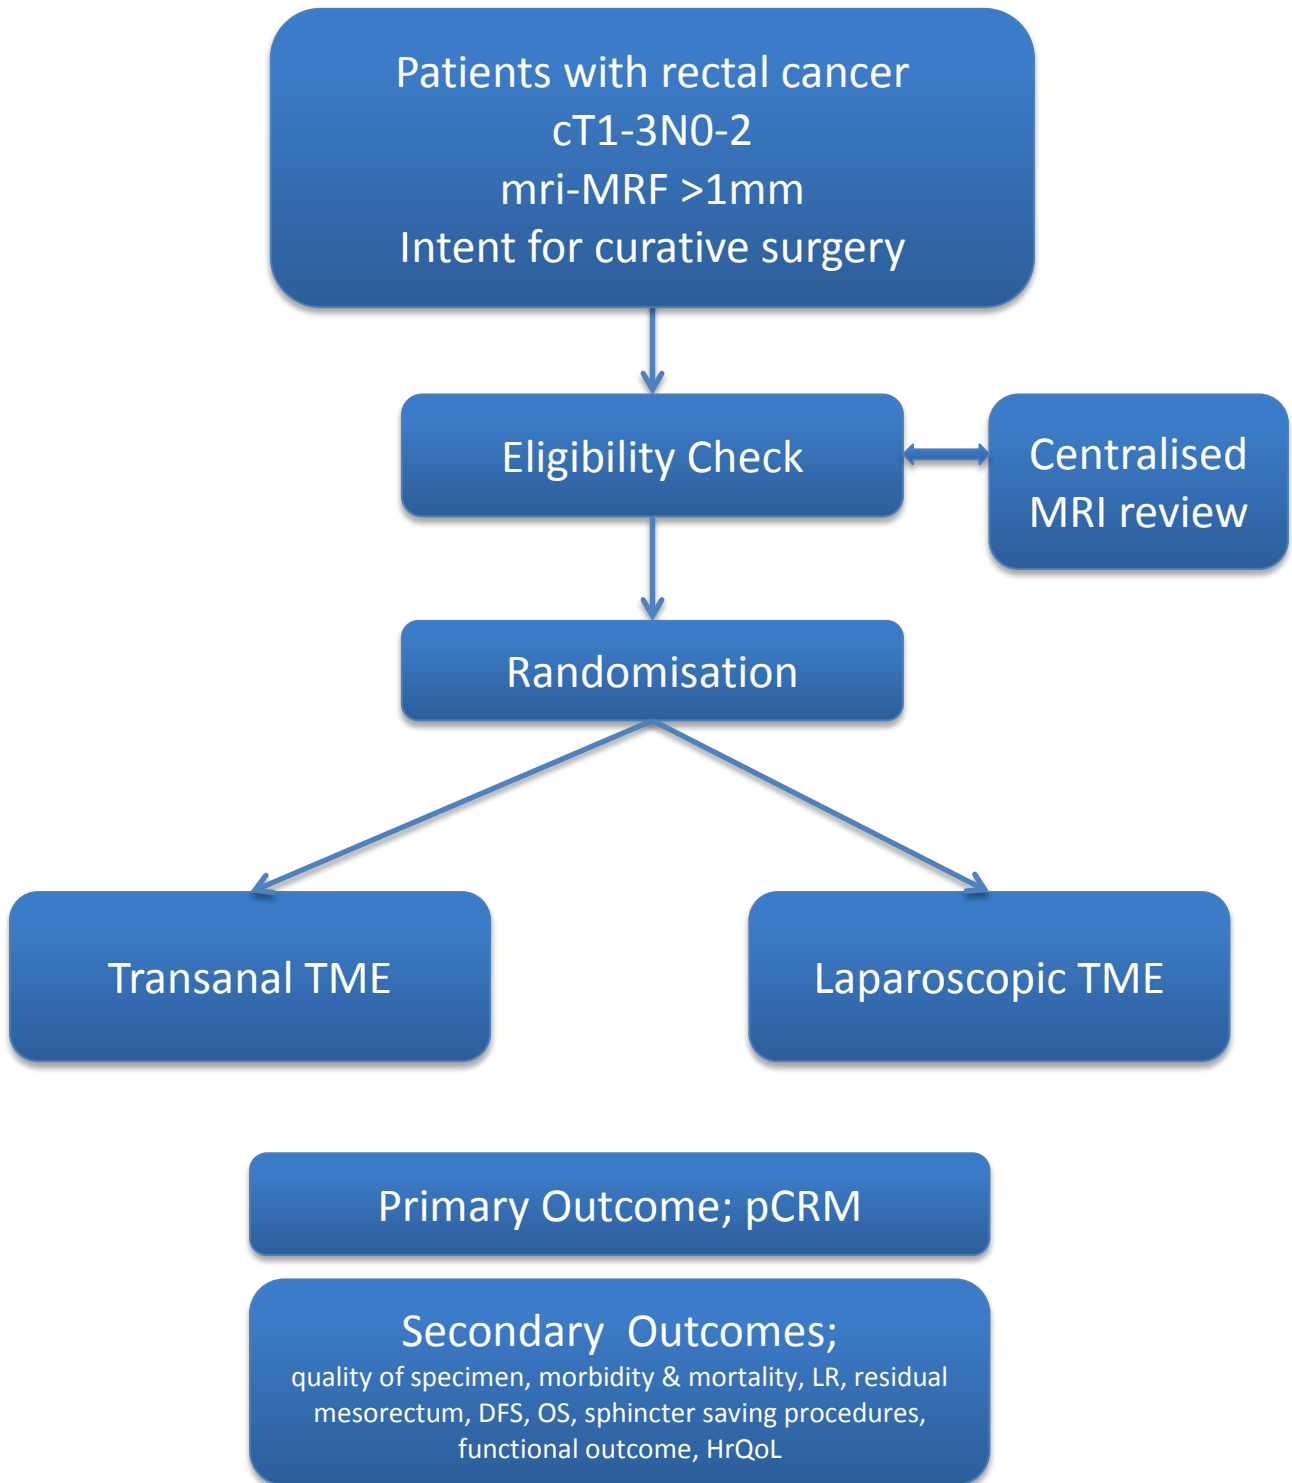 Patients with rectal cancer
cT1-3N0-2
mri-MRF >1mm
Intent for curative surgery
Eligibility Check
Centralised
MRI review
Randomisation
Transanal TME
Laparoscopic TME
Primary Outcome; pCRM
Secondary  Outcomes;
quality of specimen, morbidity & mortality, LR, residual
mesorectum, DFS, OS, sphincter saving procedures,
functional outcome, HrQoL